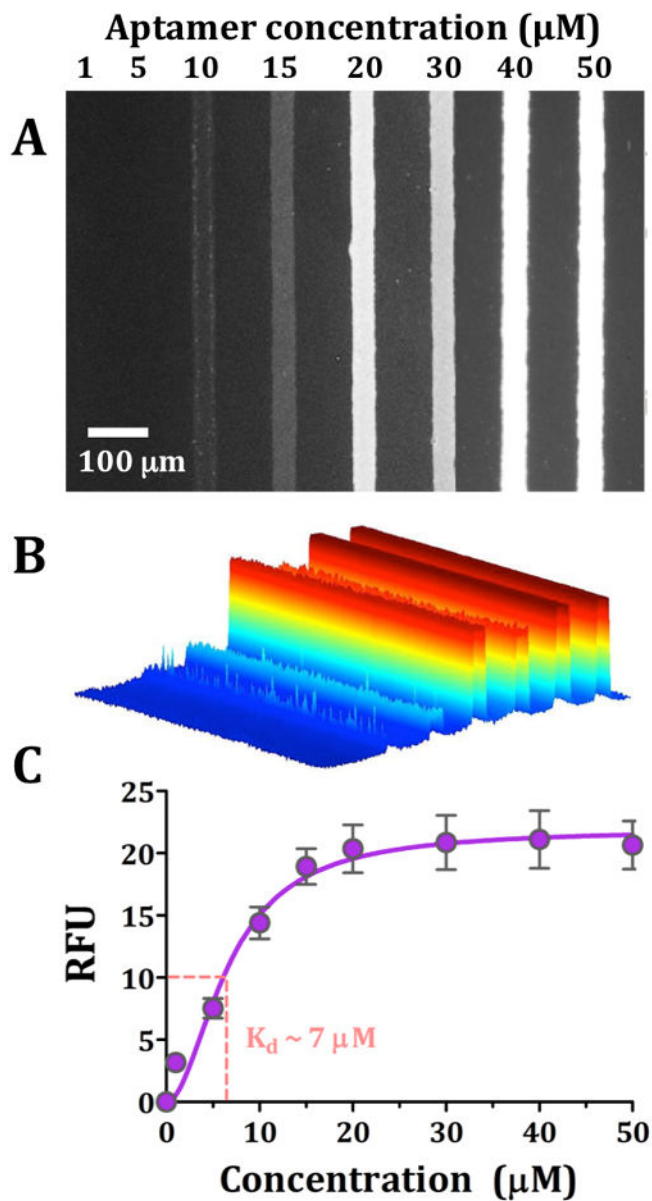 Aptamer concentration (μM)
1 5 10 15 20 30 40 50
A
100 μm
B
C
25
20
15
10
5
0
RFU
K_d ~ 7 μM
0 10 20 30 40 50
Concentration (μM)